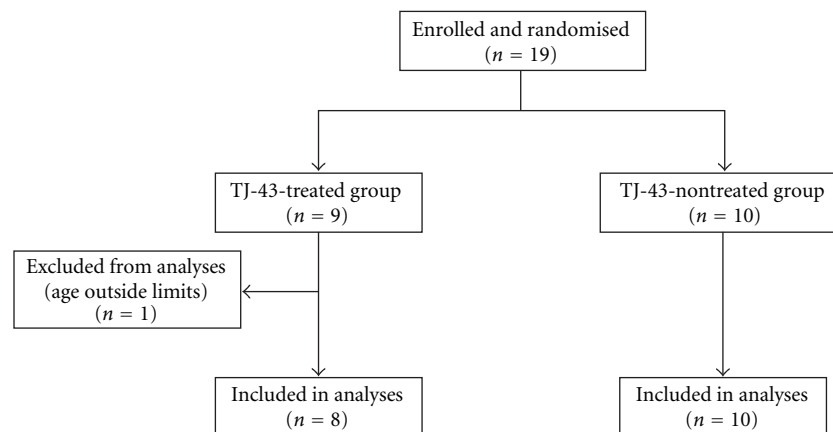 Enrolled and randomised
(n = 19)
TJ-43-treated group
(n = 9)
TJ-43-nontreated group
(n = 10)
Excluded from analyses
(age outside limits)
(n = 1)
Included in analyses
(n = 8)
Included in analyses
(n = 10)